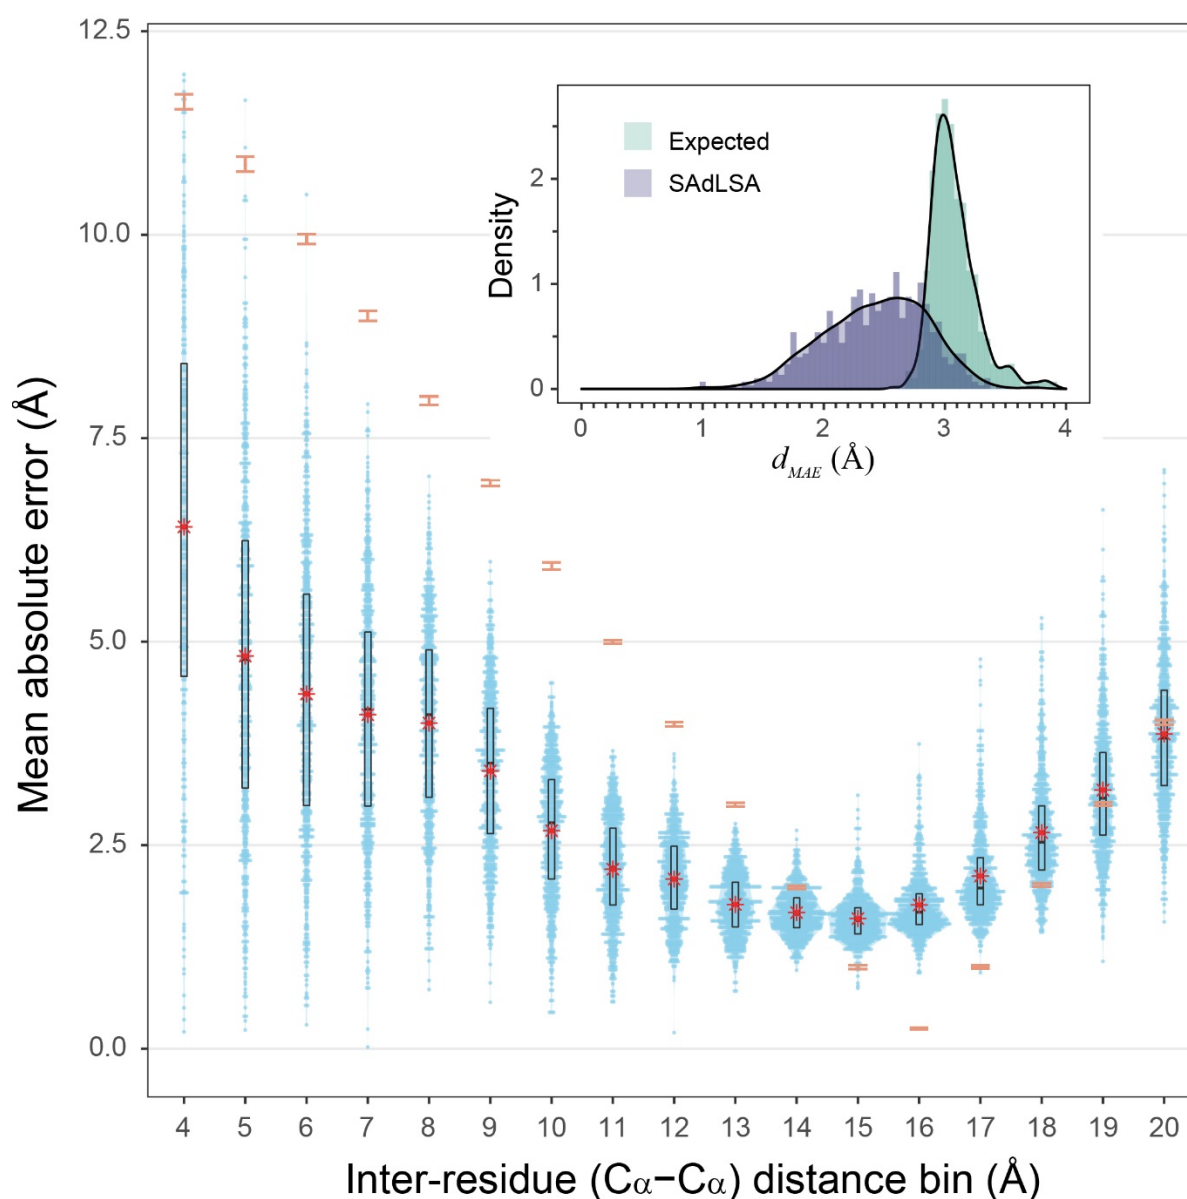 Mean absolute error (Å)
12.5
10.0
7.5
5.0
2.5
0.0
Density
2
1
0
Expected
SAdLSA
0 1 2 3 4
dMAE (Å)
4 5 6 7 8 9 10 11 12 13 14 15 16 17 18 19 20
Inter-residue (Cα−Cα) distance bin (Å)